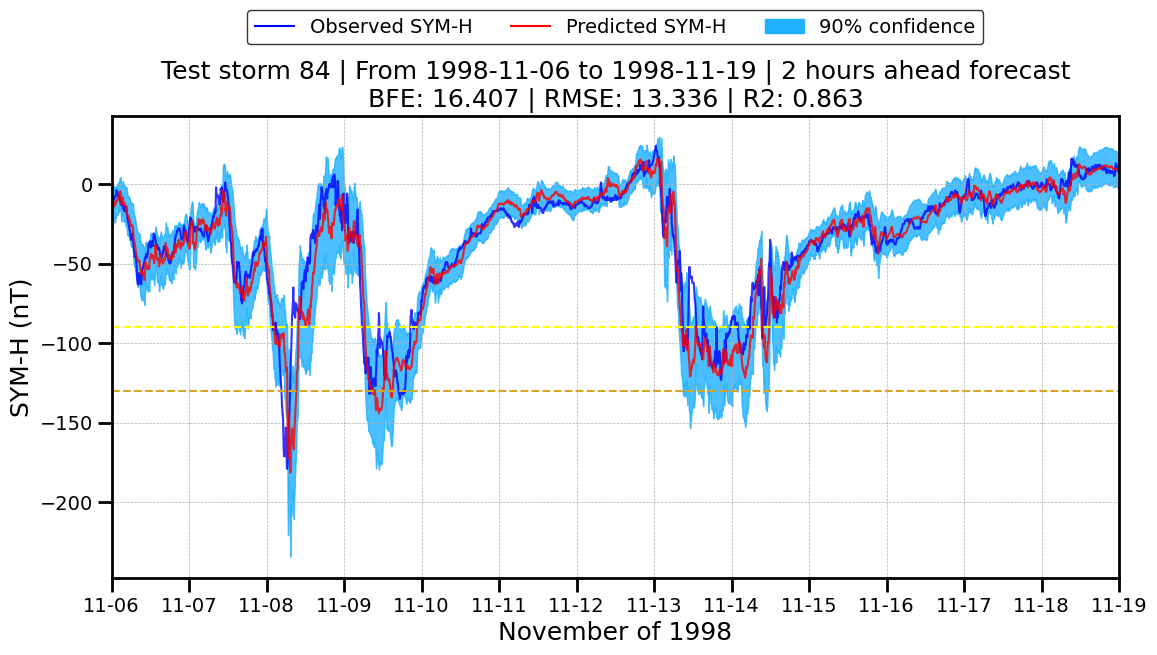 Observed SYM-H Predicted SYM-H 90% confidence
Test storm 84 | From 1998-11-06 to 1998-11-19 | 2 hours ahead forecast
BFE: 16.407 | RMSE: 13.336 | R2: 0.863
SYM-H (nT)
0
−50
−100
−150
−200
11-06 11-07 11-08 11-09 11-10 11-11 11-12 11-13 11-14 11-15 11-16 11-17 11-18 11-19
November of 1998